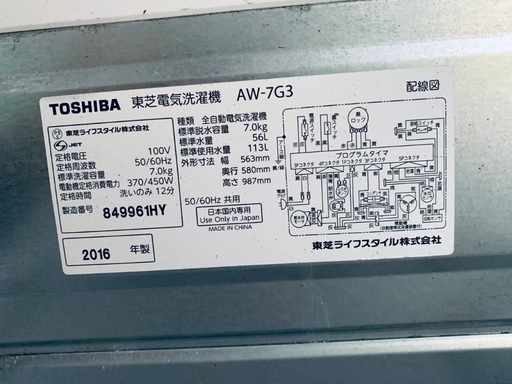 TOSHIBA 東芝電気洗濯機 AW-7G3
配線図
東芝ライフスタイル株式会社
JET
定格電圧 100V
定格周波数 50/60Hz
標準洗濯容量 7.0kg
電動機定格消費電力 370/450W
定格時間 洗いのみ 12分
製造番号 849961HY
2016 年製
種類 全自動電気洗濯機
標準脱水容量 7.0kg
標準水量 56L
標準使用水量 113L
外形寸法 幅 563mm
奥行 580mm
高さ 987mm
50/60Hz 共用
日本国内専用
Use Only in Japan
MADE IN CHINA
プログラムタイマ
東芝ライフスタイル株式会社